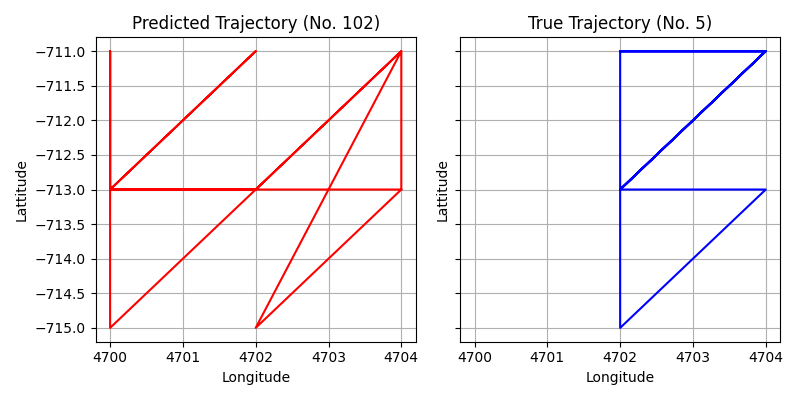 Predicted Trajectory (No. 102)
True Trajectory (No. 5)
−711.0
−711.5
−712.0
−712.5
−713.0
−713.5
−714.0
−714.5
−715.0
Lattitude
Lattitude
4700 4701 4702 4703 4704
4700 4701 4702 4703 4704
Longitude
Longitude